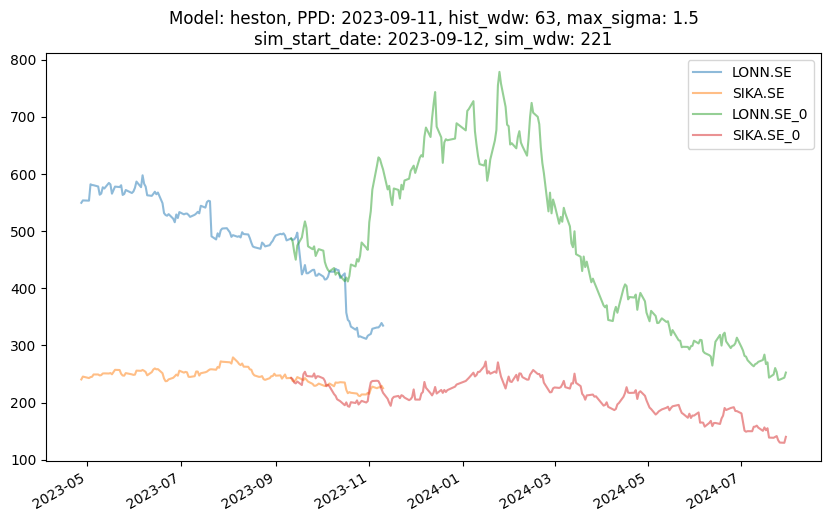 Model: heston, PPD: 2023-09-11, hist_wdw: 63, max_sigma: 1.5
sim_start_date: 2023-09-12, sim_wdw: 221
800
700
600
500
400
300
200
100
LONN.SE
SIKA.SE
LONN.SE_0
SIKA.SE_0
2023-05
2023-07
2023-09
2023-11
2024-01
2024-03
2024-05
2024-07